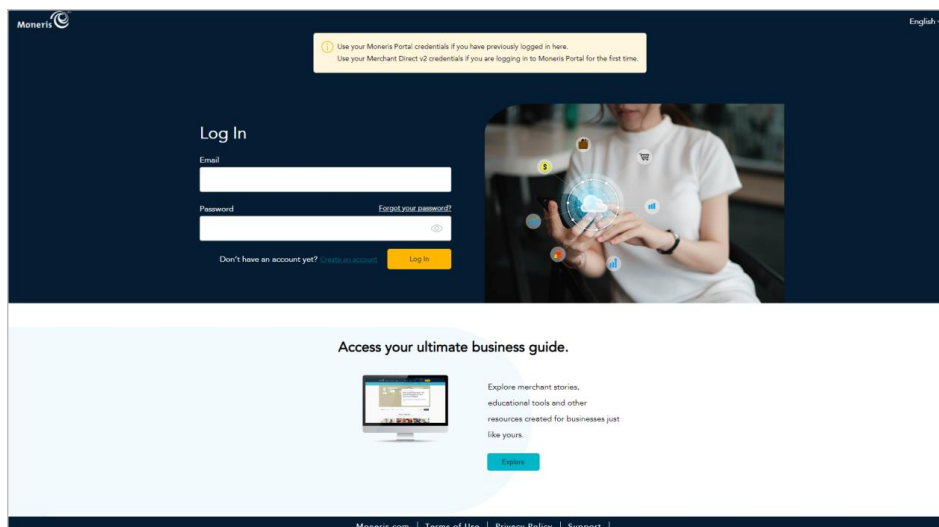 Moneris
English
Use your Moneris Portal credentials if you have previously logged in here.
Use your Merchant Direct v2 credentials if you are logging in to Moneris Portal for the first time.
Log In
Email
Password Forgot your password?
Don't have an account yet? Create an account Log In
$
Access your ultimate business guide.
Explore merchant stories,
educational tools and other
resources created for businesses just
like yours.
Explore
Moneris.com | Terms of Use | Privacy Policy | Support |